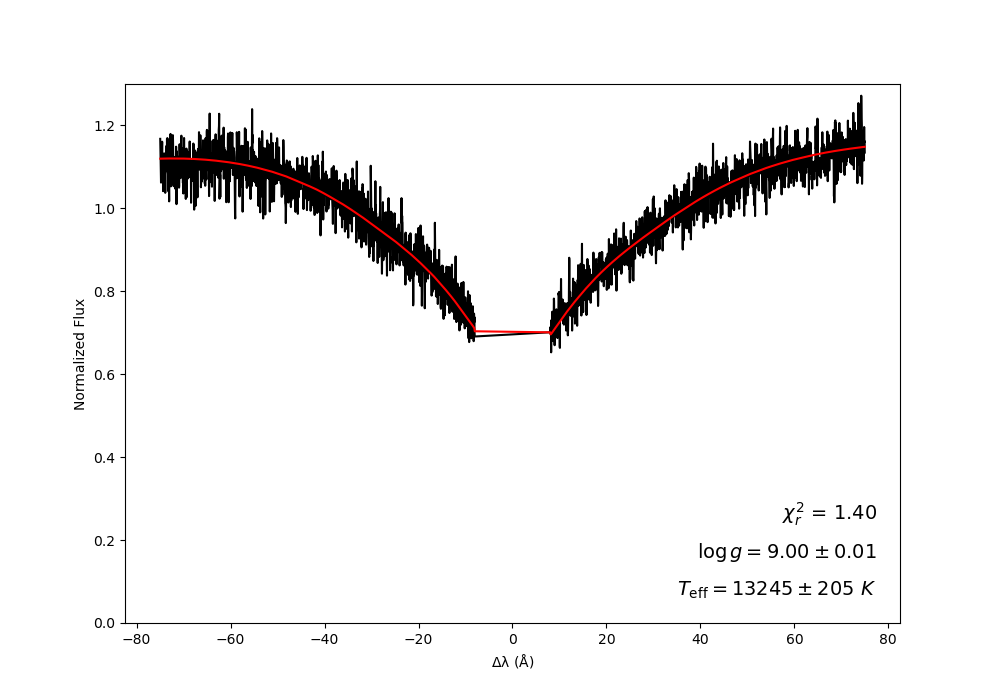 1.2
1.0
0.8
0.6
0.4
0.2
0.0
Normalized Flux
χ²ᵣ = 1.40
log g = 9.00 ± 0.01
T_eff = 13245 ± 205 K
−80 −60 −40 −20 0 20 40 60 80
Δλ (Å)